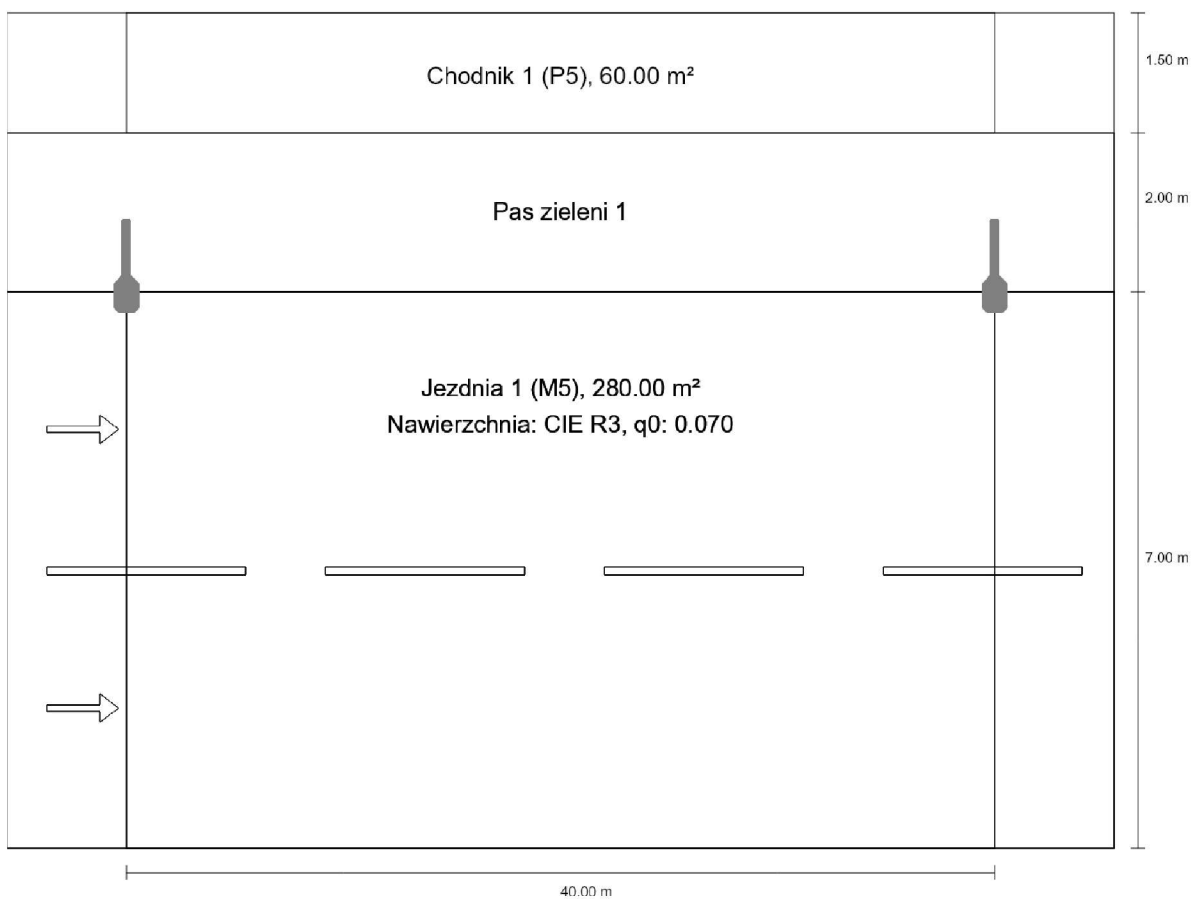 Chodnik 1 (P5), 60.00 m²
1.50 m
Pas zieleni 1
2.00 m
Jezdnia 1 (M5), 280.00 m²
Nawierzchnia: CIE R3, q0: 0.070
7.00 m
40.00 m